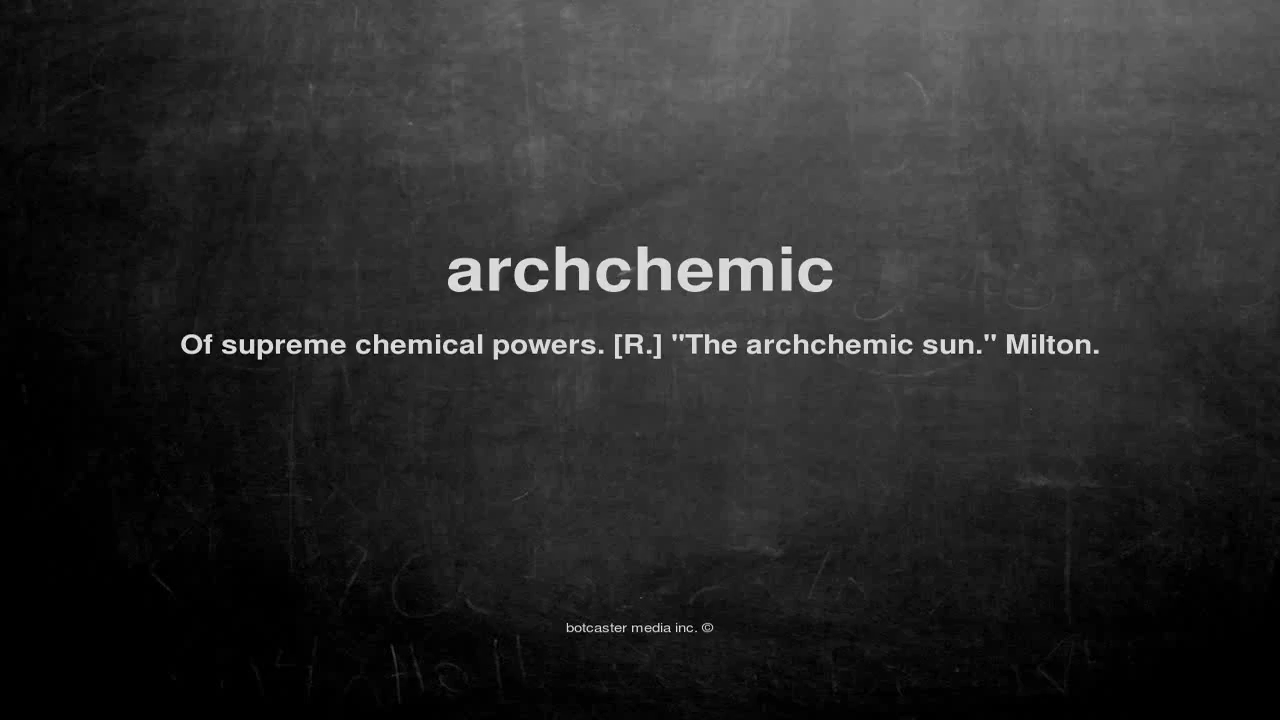 archchemic
Of supreme chemical powers. [R.] "The archchemic sun." Milton.
botcaster media inc. ©